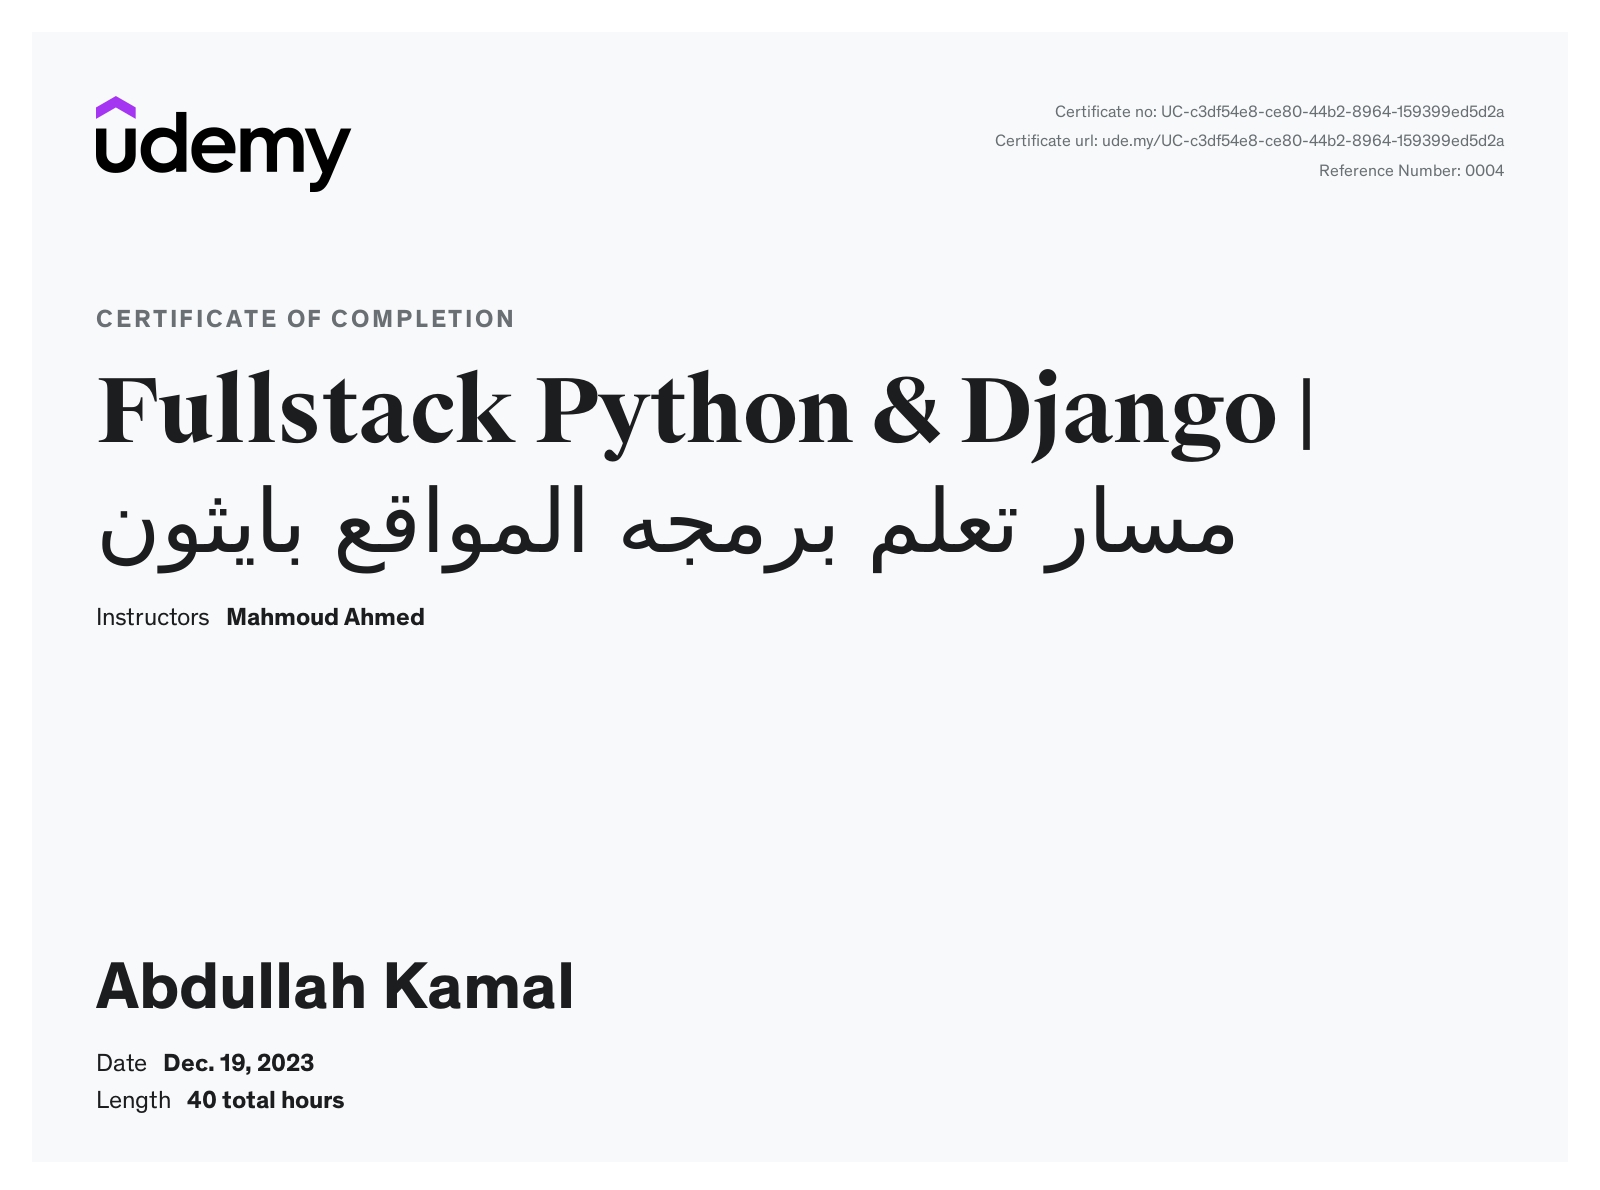 udemy
Certificate no: UC-c3df54e8-ce80-44b2-8964-159399ed5d2a
Certificate url: ude.my/UC-c3df54e8-ce80-44b2-8964-159399ed5d2a
Reference Number: 0004
CERTIFICATE OF COMPLETION
Fullstack Python & Django |
مسار تعلم برمجه المواقع بايثون
Instructors Mahmoud Ahmed
Abdullah Kamal
Date Dec. 19, 2023
Length 40 total hours